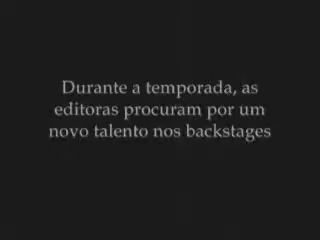 Durante a temporada, as
editoras procuram por um
novo talento nos backstages